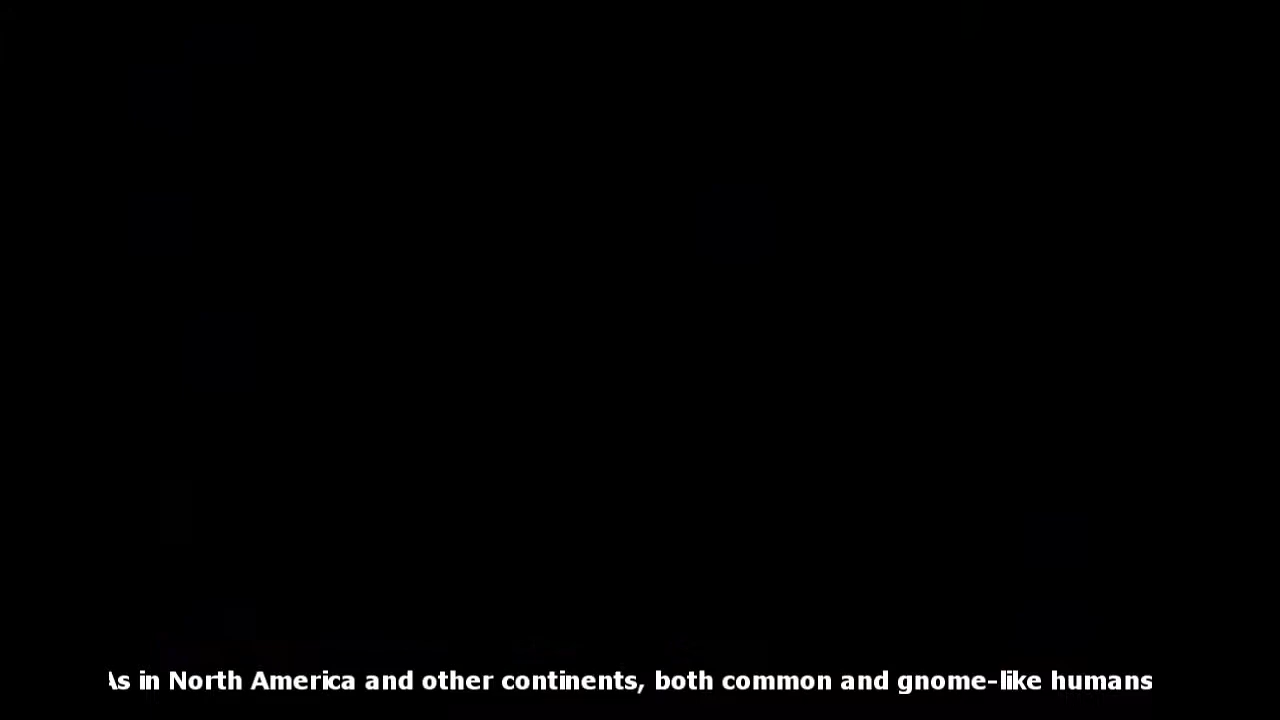 As in North America and other continents, both common and gnome-like humans